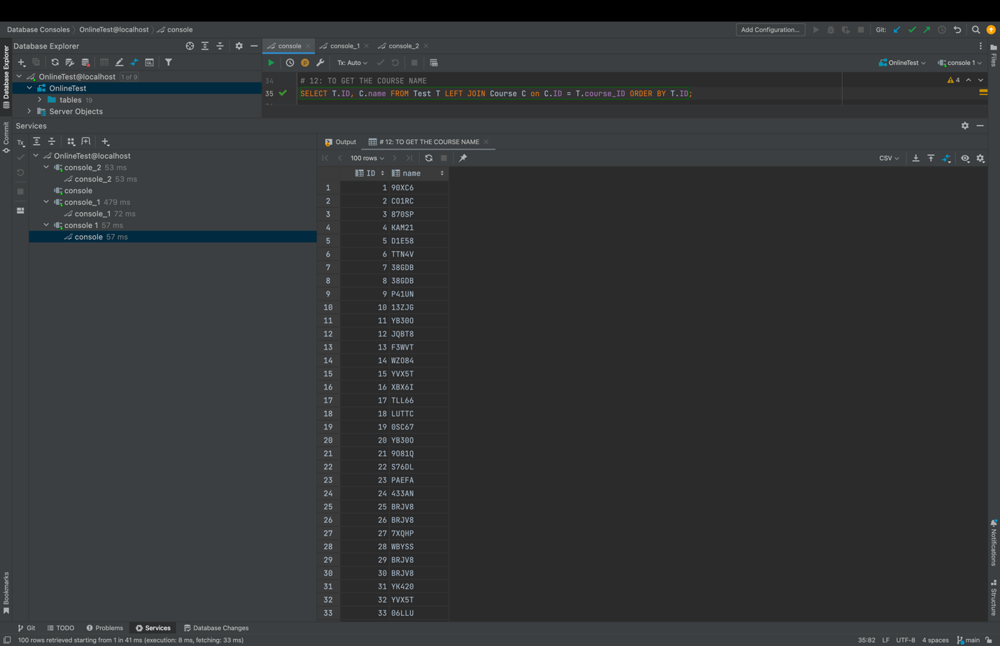 Database Consoles OnlineTest@localhost console Add Configuration... Git:
Database Explorer console console_1 console_2
Tx: Auto OnlineTest console 1
OnlineTest@localhost 1 of 9
OnlineTest
tables 19
Server Objects
34 # 12: TO GET THE COURSE NAME 4
35 SELECT T.ID, C.name FROM Test T LEFT JOIN Course C on C.ID = T.course_ID ORDER BY T.ID;
Database Explorer
Commit
Bookmarks
Files
Notifications
Structure
Services
Tx
OnlineTest@localhost
console_2 53 ms
console_2 53 ms
console
console_1 479 ms
console_1 72 ms
console 1 57 ms
console 57 ms
Output # 12: TO GET THE COURSE NAME
100 rows CSV
ID name
1 1 90XC6
2 2 CO1RC
3 3 870SP
4 4 KAM21
5 5 D1E58
6 6 TTN4V
7 7 38GDB
8 8 38GDB
9 9 P41UN
10 10 13ZJG
11 11 YB30O
12 12 JQBT8
13 13 F3WVT
14 14 WZO84
15 15 YVX5T
16 16 XBX6I
17 17 TLL66
18 18 LUTTC
19 19 0SC67
20 20 YB30O
21 21 9O81Q
22 22 S76DL
23 23 PAEFA
24 24 433AN
25 25 BRJV8
26 26 BRJV8
27 27 7XQHP
28 28 WBYSS
29 29 BRJV8
30 30 BRJV8
31 31 YK420
32 32 YVX5T
33 33 06LLU
Git TODO Problems Services Database Changes
100 rows retrieved starting from 1 in 41 ms (execution: 8 ms, fetching: 33 ms) 35:82 LF UTF-8 4 spaces main